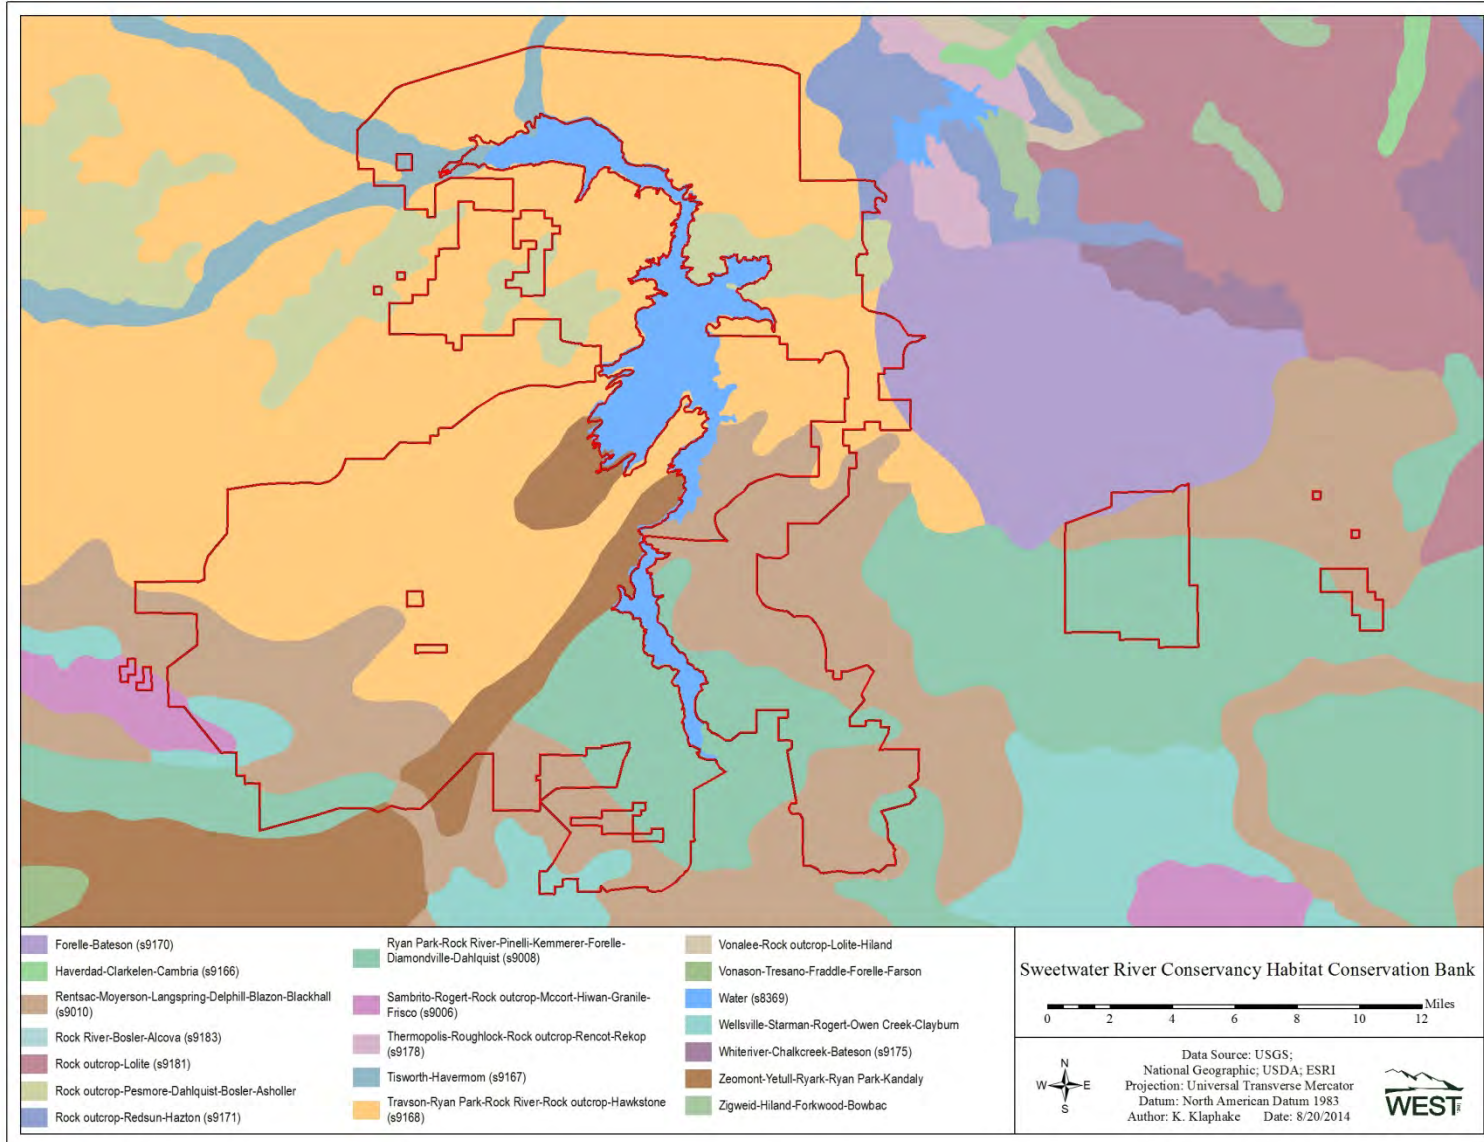 Forelle-Bateson (s9170)
Haverdad-Clarkelen-Cambria (s9166)
Rentsac-Moyerson-Langspring-Delphill-Blazon-Blackhall
(s9010)
Rock River-Bosler-Alcova (s9183)
Rock outcrop-Lolite (s9181)
Rock outcrop-Pesmore-Dahlquist-Bosler-Asholler
Rock outcrop-Redsun-Hazton (s9171)
Ryan Park-Rock River-Pinelli-Kemmerer-Forelle-
Diamondville-Dahlquist (s9008)
Sambrito-Rogert-Rock outcrop-Mccort-Hiwan-Granile-
Frisco (s9006)
Thermopolis-Roughlock-Rock outcrop-Rencot-Rekop
(s9178)
Tisworth-Havermom (s9167)
Travson-Ryan Park-Rock River-Rock outcrop-Hawkstone
(s9168)
Vonalee-Rock outcrop-Lolite-Hiland
Vonason-Tresano-Fraddle-Forelle-Farson
Water (s8369)
Wellsville-Starman-Rogert-Owen Creek-Clayburn
Whiteriver-Chalkcreek-Bateson (s9175)
Zeomont-Yetull-Ryark-Ryan Park-Kandaly
Zigweid-Hiland-Forkwood-Bowbac
Sweetwater River Conservancy Habitat Conservation Bank
Miles
0 2 4 6 8 10 12
N
W E
S
Data Source: USGS;
National Geographic; USDA; ESRI
Projection: Universal Transverse Mercator
Datum: North American Datum 1983
Author: K. Klaphake Date: 8/20/2014
WEST